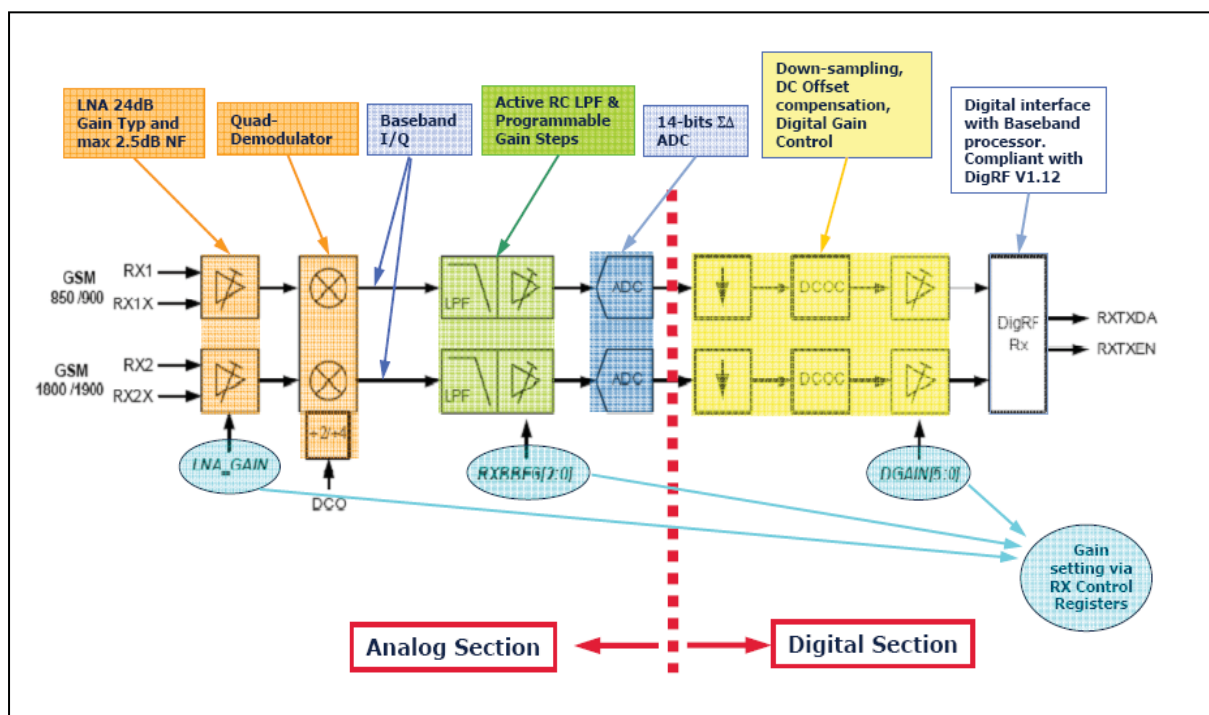 LNA 24dB
Gain Typ and
max 2.5dB NF
Quad-
Demodulator
Baseband
I/Q
Active RC LPF &
Programmable
Gain Steps
14-bits ΣΔ
ADC
Down-sampling,
DC Offset
compensation,
Digital Gain
Control
Digital interface
with Baseband
processor.
Compliant with
DigRF V1.12
GSM
850 /900
RX1
RX1X
LPF
ADC
DCOC
GSM
1800 /1900
RX2
RX2X
LPF
ADC
DCOC
DigRF
Rx
RXTXDA
RXTXEN
÷2/÷4
LNA_GAIN
DCO
RXBBFG[2:0]
DGAIN[5:0]
Gain
setting via
RX Control
Registers
Analog Section
Digital Section